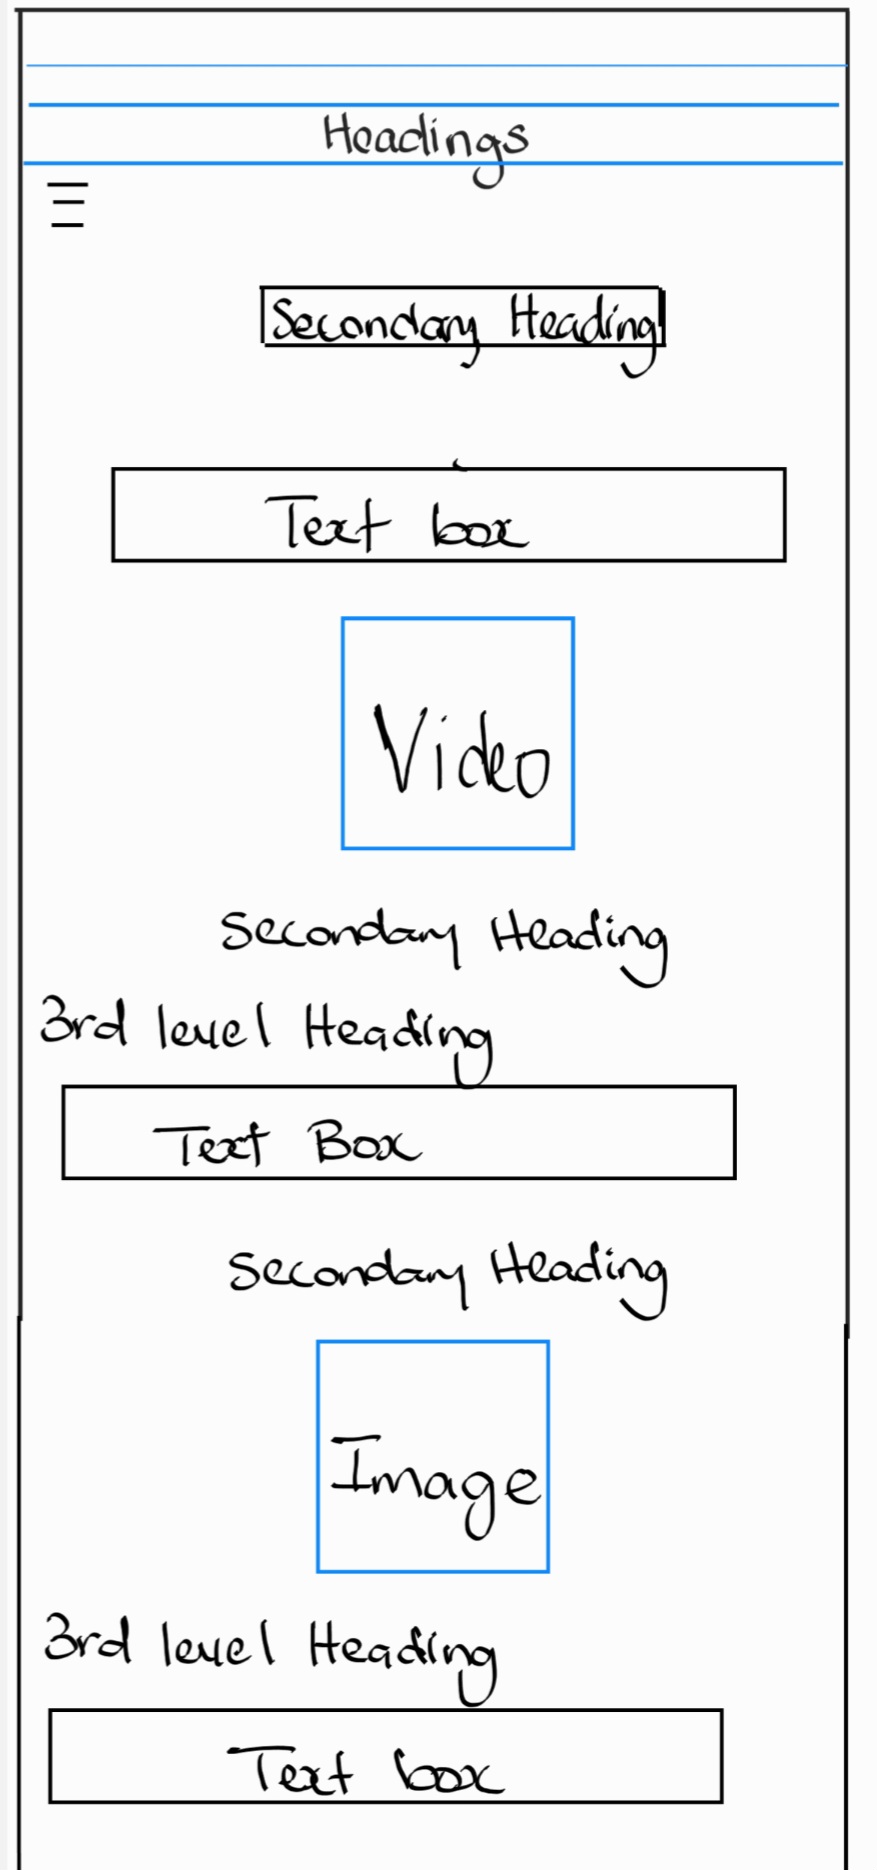 Headings
Secondary Heading
Text box
Video
Secondary Heading
3rd level Heading
Text Box
Secondary Heading
Image
3rd level Heading
Text box